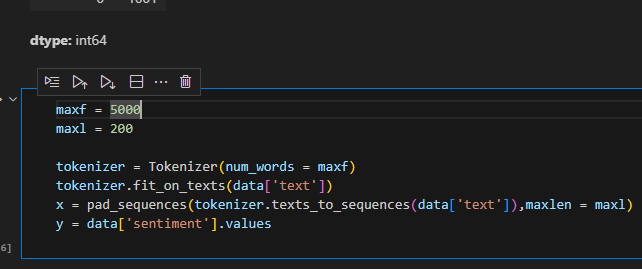 dtype: int64
maxf = 5000
maxl = 200
tokenizer = Tokenizer(num_words = maxf)
tokenizer.fit_on_texts(data['text'])
x = pad_sequences(tokenizer.texts_to_sequences(data['text']),maxlen = maxl)
y = data['sentiment'].values
6]